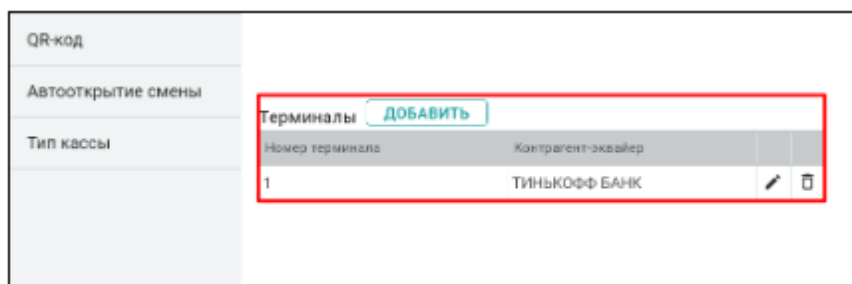 QR-код
Автооткрытие смены
Тип кассы
Терминалы ДОБАВИТЬ
Номер терминала Контрагент-эквайер
1 ТИНЬКОФФ БАНК